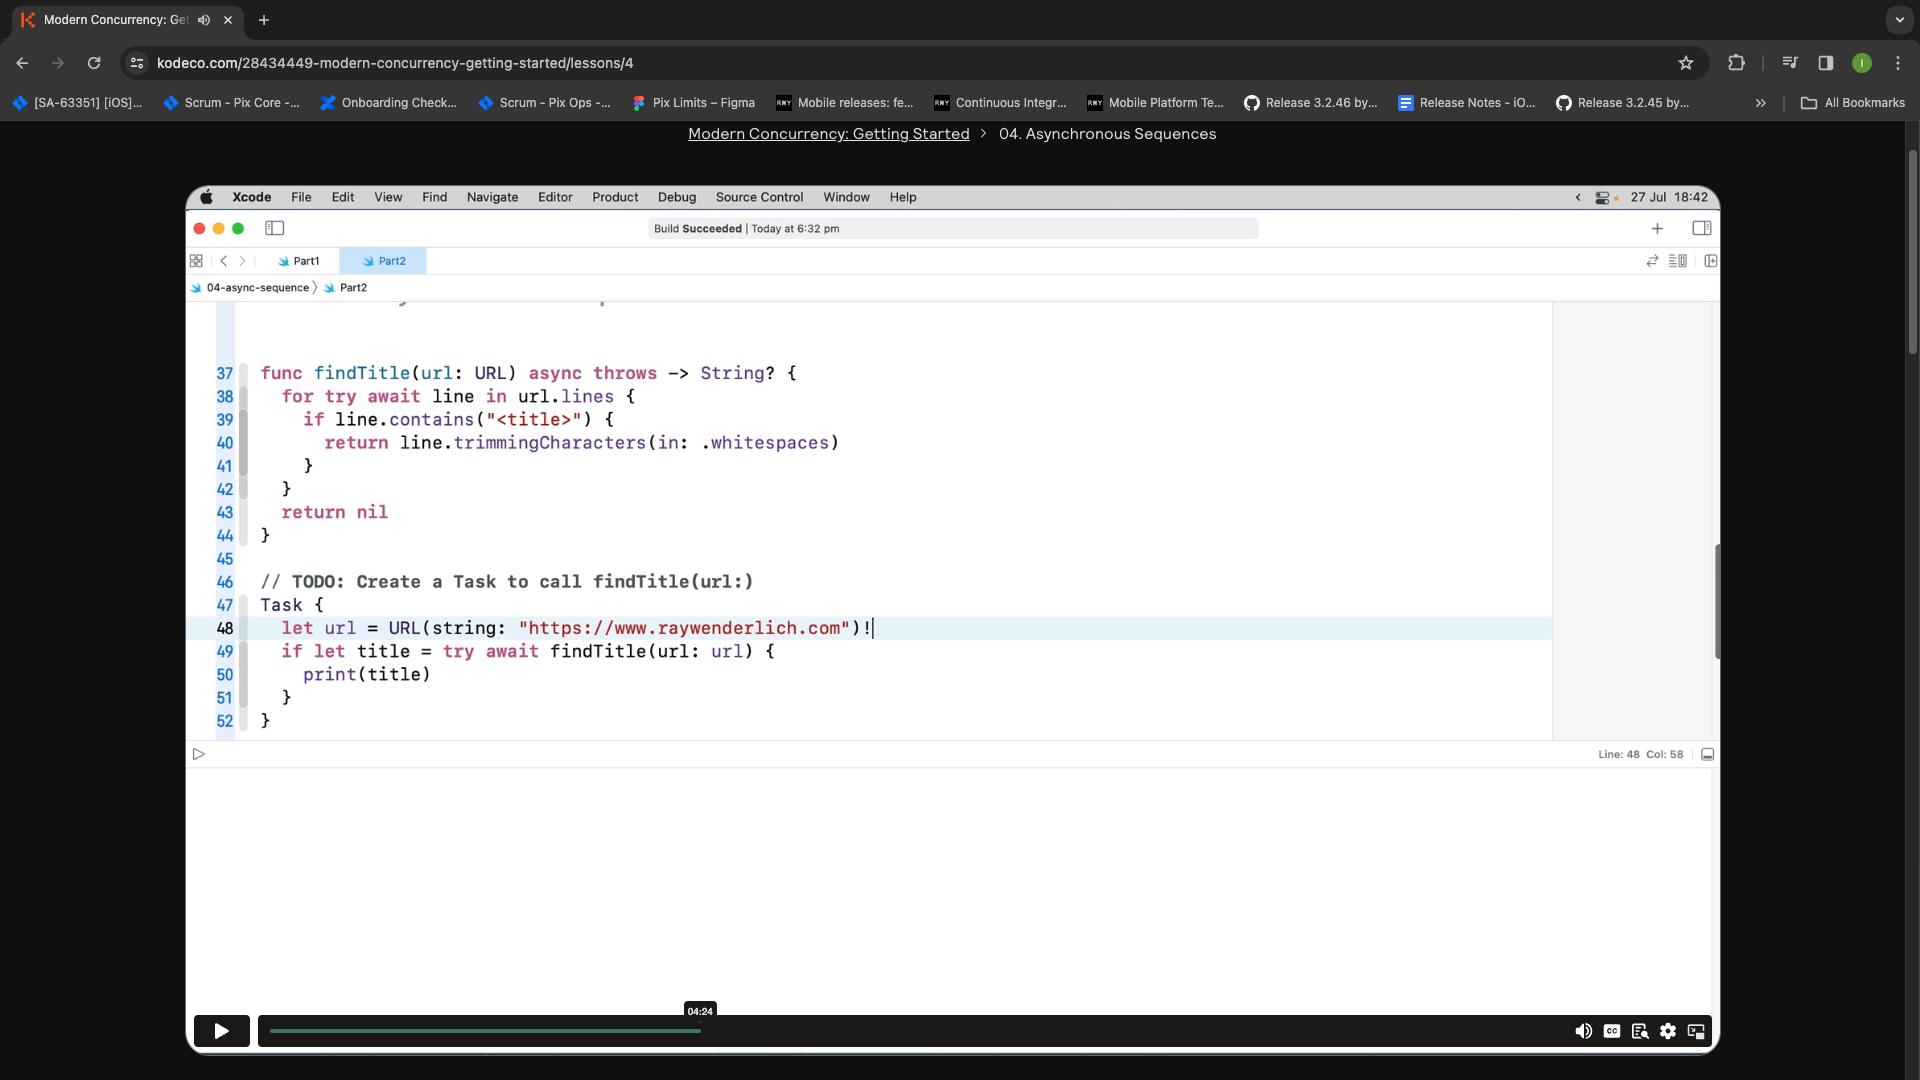 Modern Concurrency: Get
kodeco.com/28434449-modern-concurrency-getting-started/lessons/4
[SA-63351] [iOS]...
Scrum - Pix Core -...
Onboarding Check...
Scrum - Pix Ops -...
Pix Limits – Figma
RWY Mobile releases: fe...
RWY Continuous Integr...
RWY Mobile Platform Te...
Release 3.2.46 by...
Release Notes - iO...
Release 3.2.45 by...
» All Bookmarks
Modern Concurrency: Getting Started > 04. Asynchronous Sequences
Xcode File Edit View Find Navigate Editor Product Debug Source Control Window Help 27 Jul 18:42
Build Succeeded | Today at 6:32 pm
Part1 Part2
04-async-sequence > Part2
37 func findTitle(url: URL) async throws -> String? {
38 for try await line in url.lines {
39 if line.contains("<title>") {
40 return line.trimmingCharacters(in: .whitespaces)
41 }
42 }
43 return nil
44 }
45
46 // TODO: Create a Task to call findTitle(url:)
47 Task {
48 let url = URL(string: "https://www.raywenderlich.com")!
49 if let title = try await findTitle(url: url) {
50 print(title)
51 }
52 }
Line: 48 Col: 58
04:24
CC